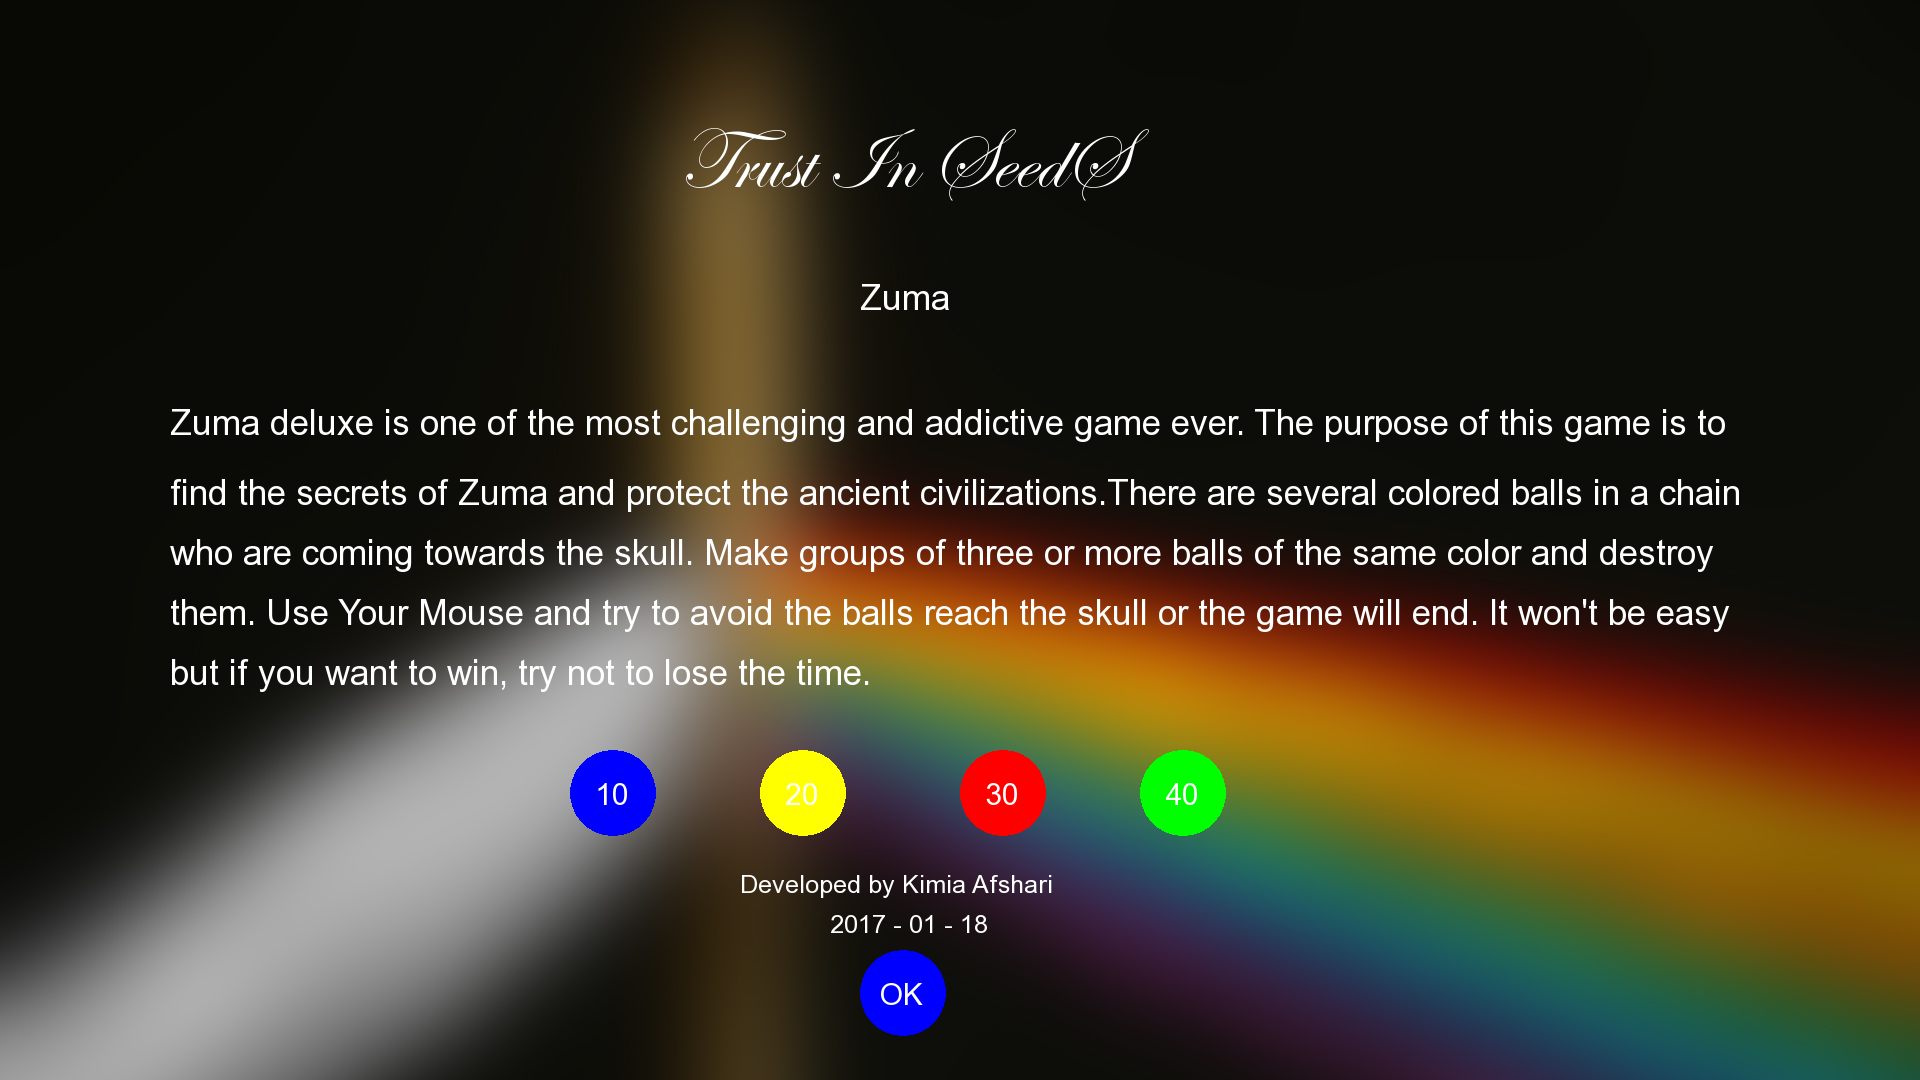 Trust In SeedS
Zuma
Zuma deluxe is one of the most challenging and addictive game ever. The purpose of this game is to
find the secrets of Zuma and protect the ancient civilizations.There are several colored balls in a chain
who are coming towards the skull. Make groups of three or more balls of the same color and destroy
them. Use Your Mouse and try to avoid the balls reach the skull or the game will end. It won't be easy
but if you want to win, try not to lose the time.
10 20 30 40
Developed by Kimia Afshari
2017 - 01 - 18
OK